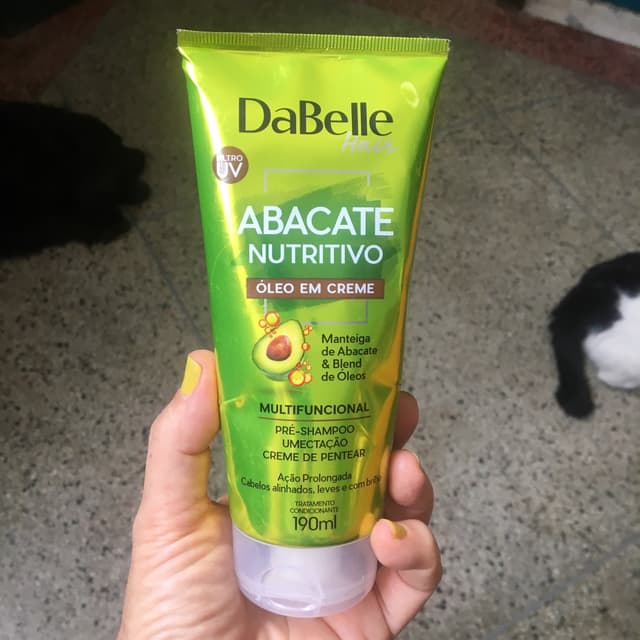 DaBelle
Hair
FILTRO
UV
ABACATE
NUTRITIVO
ÓLEO EM CREME
Manteiga
de Abacate
& Blend
de Óleos
MULTIFUNCIONAL
PRÉ-SHAMPOO
UMECTAÇÃO
CREME DE PENTEAR
Ação Prolongada
Cabelos alinhados, leves e com brilho
TRATAMENTO
CONDICIONANTE
190ml